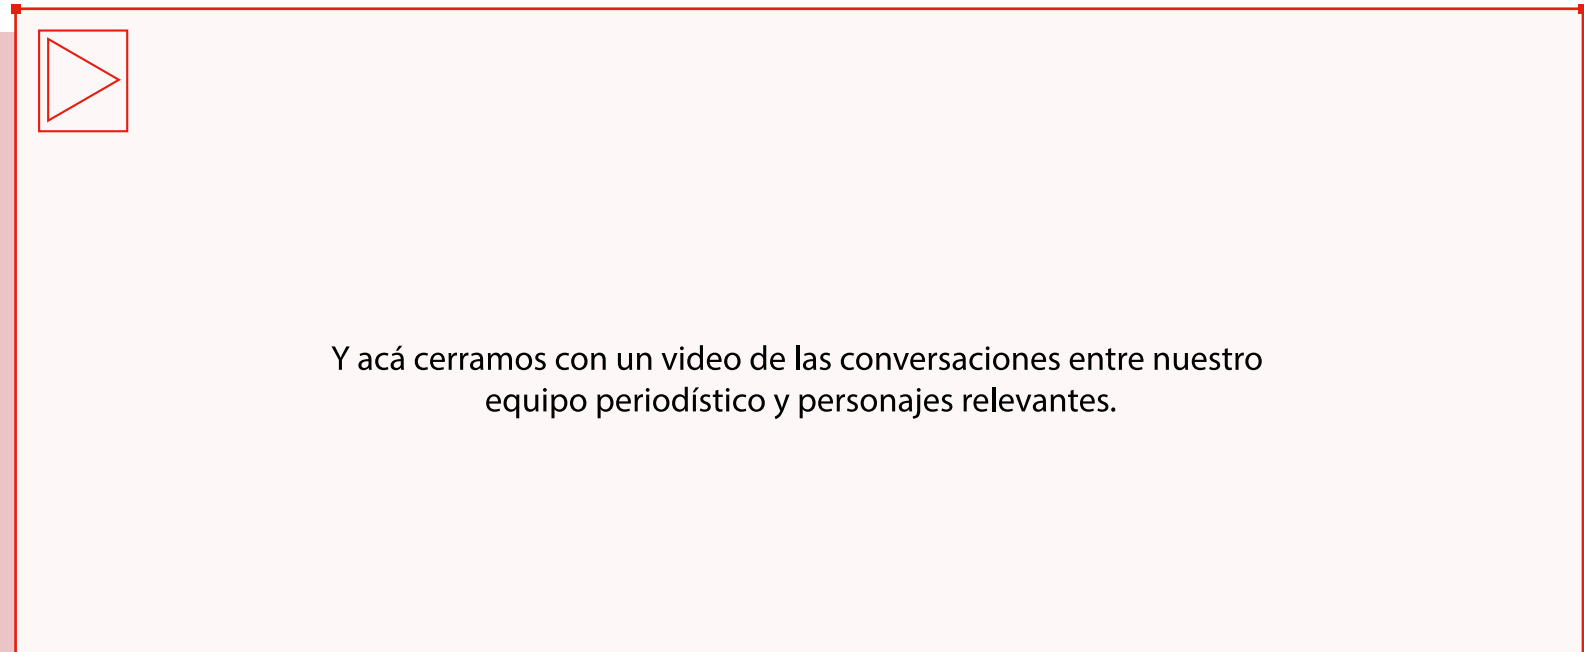 Y acá cerramos con un video de las conversaciones entre nuestro
equipo periodístico y personajes relevantes.